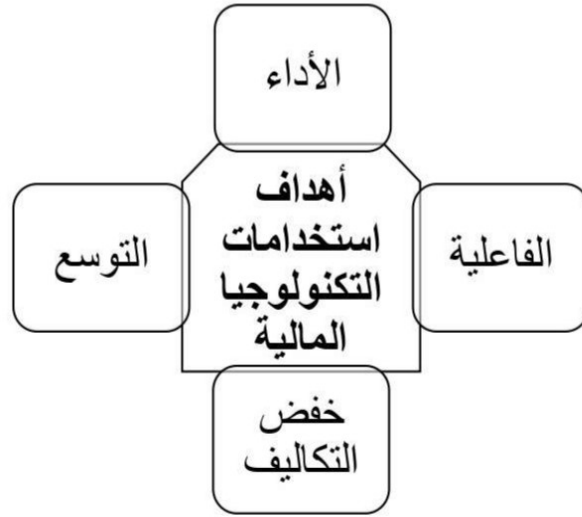 الأداء
أهداف
استخدامات
التكنولوجيا
المالية
الفاعلية
التوسع
خفض
التكاليف